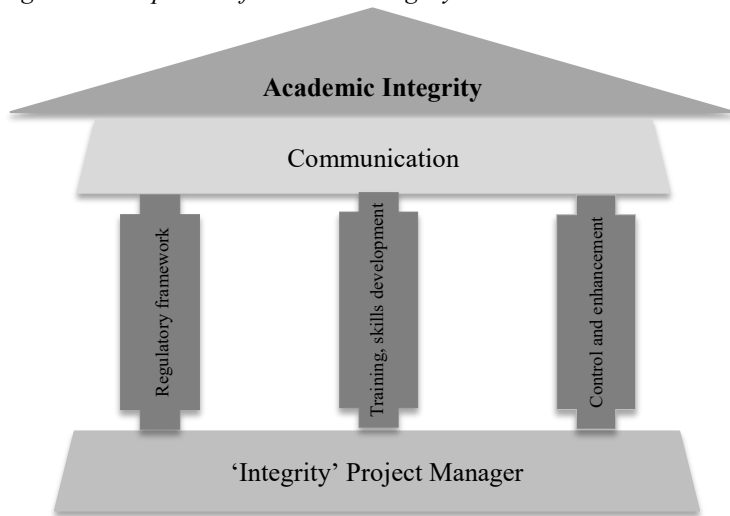 Academic Integrity
Communication
Regulatory framework
Training, skills development
Control and enhancement
‘Integrity’ Project Manager